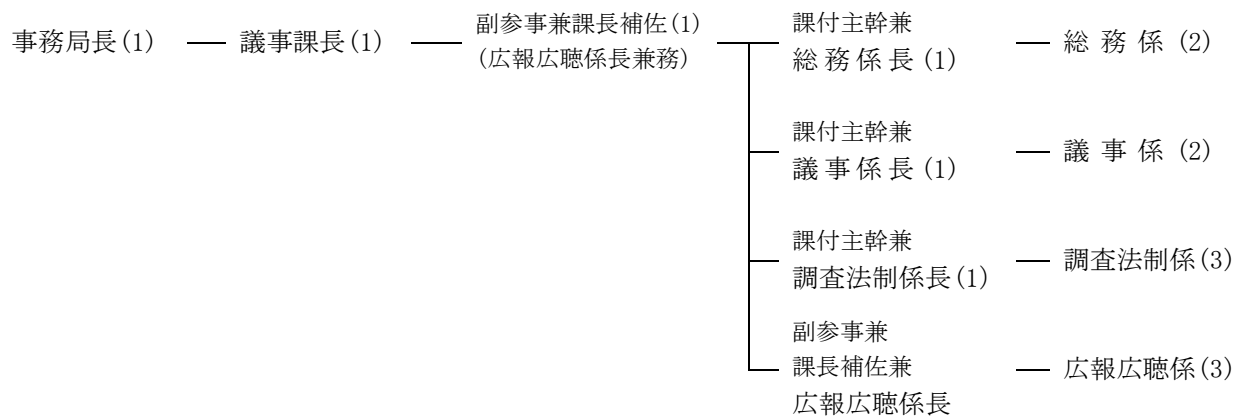 事務局長(1)
議事課長(1)
副参事兼課長補佐(1)
(広報広聴係長兼務)
課付主幹兼
総務係長(1)
総務係(2)
課付主幹兼
議事係長(1)
議事係(2)
課付主幹兼
調査法制係長(1)
調査法制係(3)
副参事兼
課長補佐兼
広報広聴係長
広報広聴係(3)